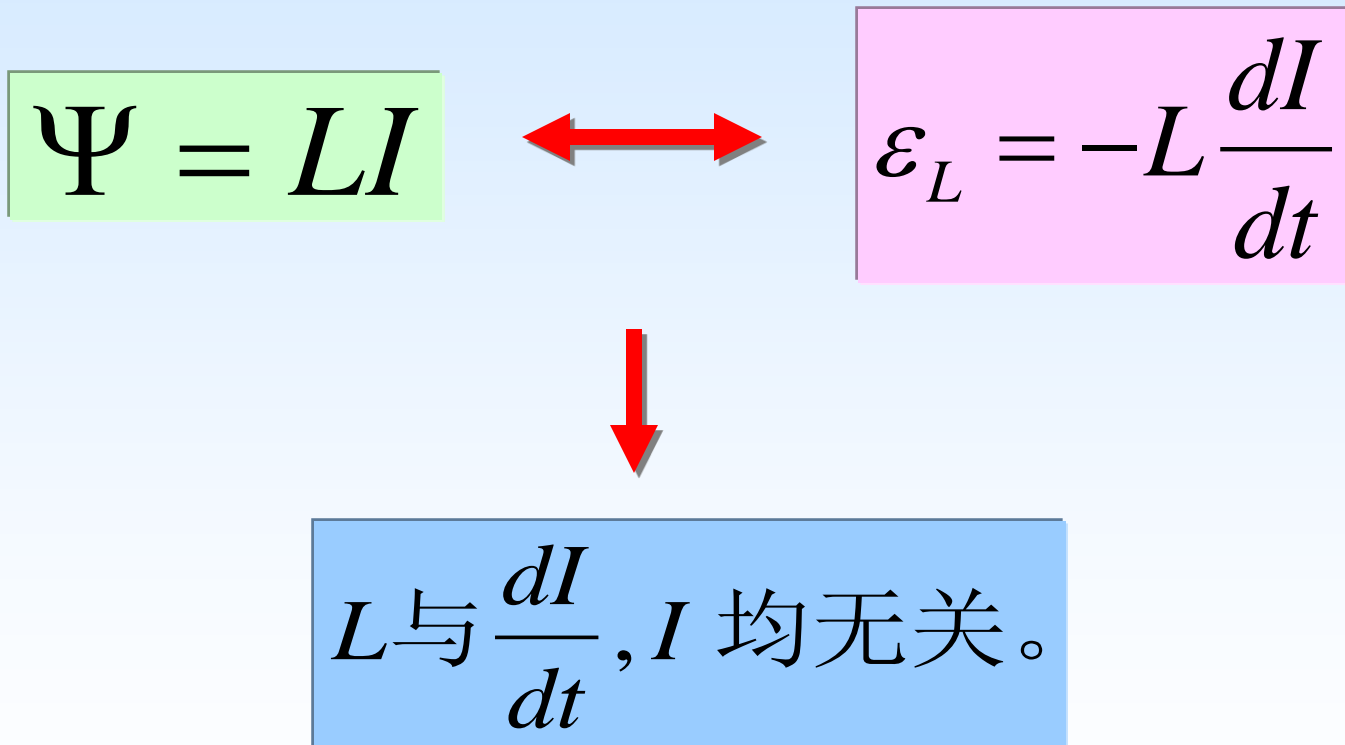 Ψ = LI
ε_L = −L dI/dt
L与 dI/dt , I 均无关。